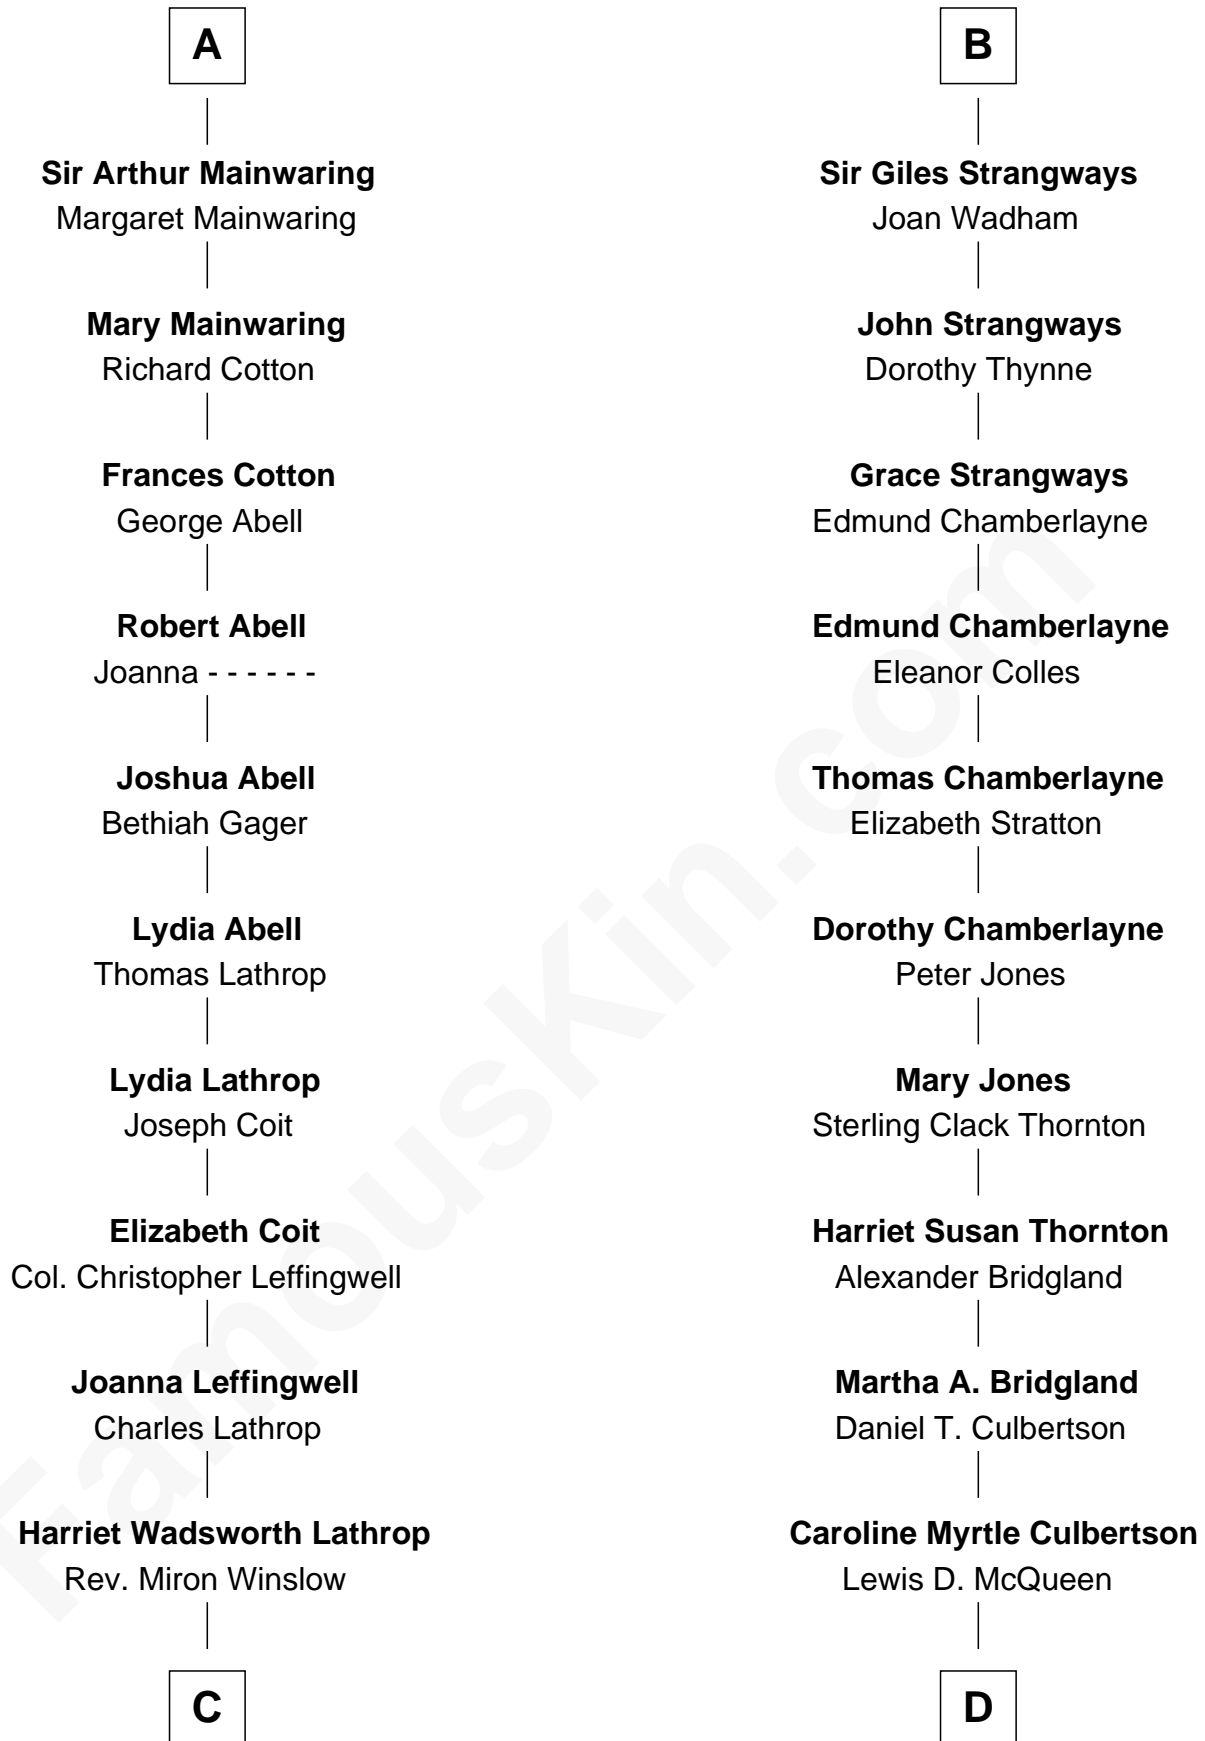 A
Sir Arthur Mainwaring
Margaret Mainwaring
Mary Mainwaring
Richard Cotton
Frances Cotton
George Abell
Robert Abell
Joanna - - - - - -
Joshua Abell
Bethiah Gager
Lydia Abell
Thomas Lathrop
Lydia Lathrop
Joseph Coit
Elizabeth Coit
Col. Christopher Leffingwell
Joanna Leffingwell
Charles Lathrop
Harriet Wadsworth Lathrop
Rev. Miron Winslow
C
B
Sir Giles Strangways
Joan Wadham
John Strangways
Dorothy Thynne
Grace Strangways
Edmund Chamberlayne
Edmund Chamberlayne
Eleanor Colles
Thomas Chamberlayne
Elizabeth Stratton
Dorothy Chamberlayne
Peter Jones
Mary Jones
Sterling Clack Thornton
Harriet Susan Thornton
Alexander Bridgland
Martha A. Bridgland
Daniel T. Culbertson
Caroline Myrtle Culbertson
Lewis D. McQueen
D
FamousKin.com